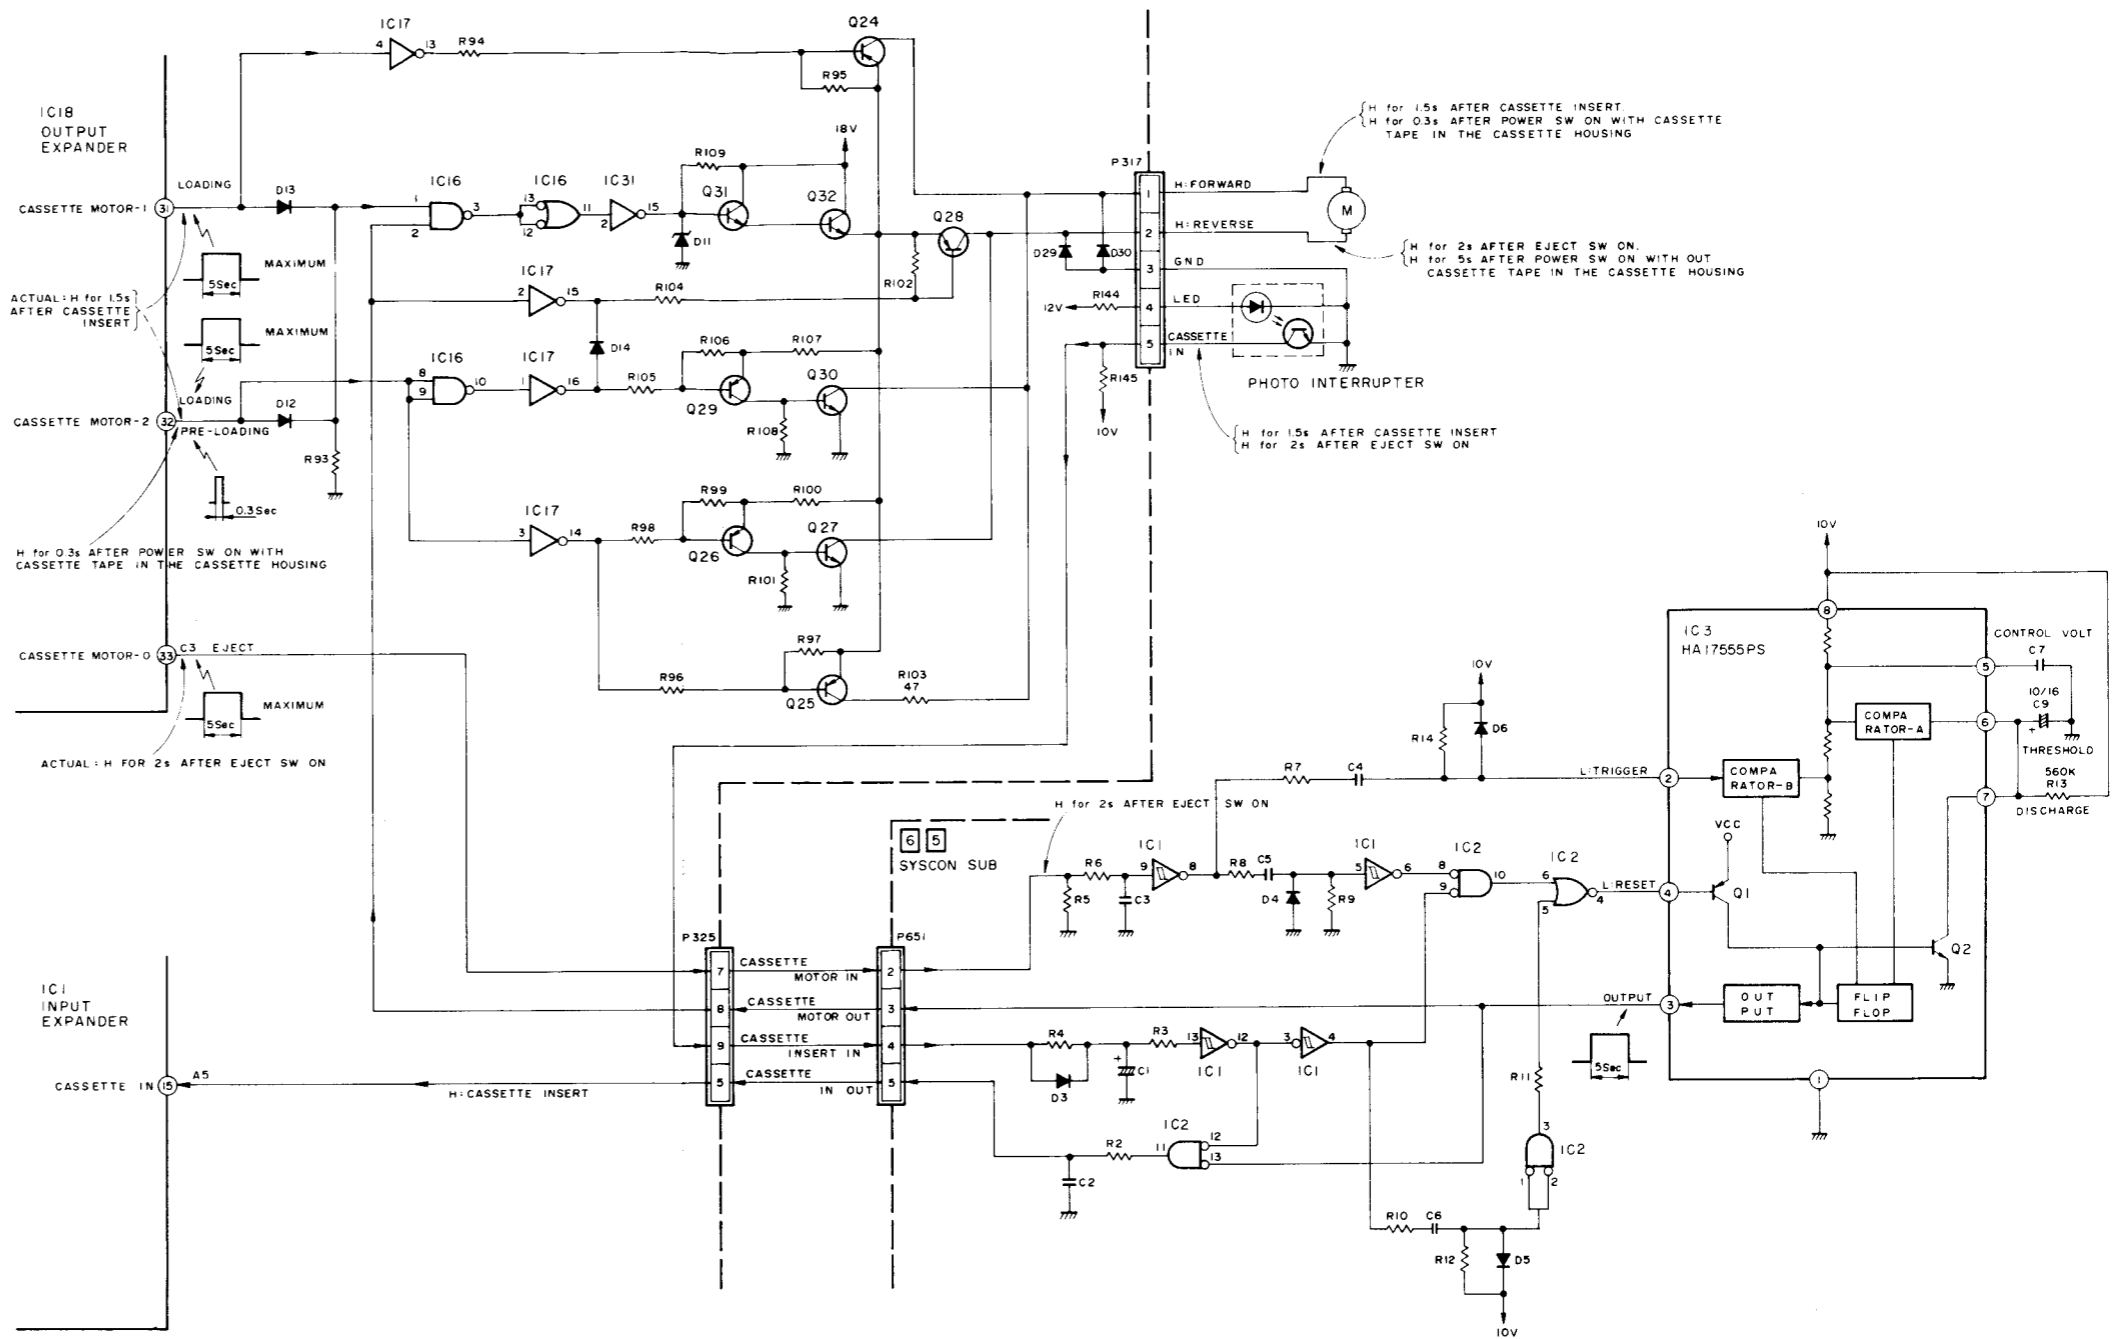 IC18
OUTPUT
EXPANDER
CASSETTE MOTOR-1
31
LOADING
D13
5Sec
MAXIMUM
ACTUAL: H for 1.5s
AFTER CASSETTE
INSERT
5Sec
MAXIMUM
LOADING
CASSETTE MOTOR-2
32
PRE-LOADING
D12
R93
0.3Sec
H for 0.3s AFTER POWER SW ON WITH
CASSETTE TAPE IN THE CASSETTE HOUSING
CASSETTE MOTOR-0
33
C3 EJECT
5Sec
MAXIMUM
ACTUAL: H FOR 2s AFTER EJECT SW ON
IC1
INPUT
EXPANDER
CASSETTE IN
15
A5
H: CASSETTE INSERT
IC17
4
13
R94
Q24
R95
18V
R109
IC16
1
2
3
IC16
13
12
11
IC31
2
15
Q31
Q32
D11
Q28
R102
IC17
2
15
R104
D14
IC16
8
9
10
IC17
1
16
R105
R106
R107
Q29
Q30
R108
IC17
3
14
R98
R99
R100
Q26
Q27
R101
R97
R96
Q25
R103
47
P317
1
2
3
4
5
H: FORWARD
H: REVERSE
GND
LED
CASSETTE
IN
D29
D30
12V
R144
R145
10V
M
PHOTO INTERRUPTER
H for 1.5s AFTER CASSETTE INSERT.
H for 0.3s AFTER POWER SW ON WITH CASSETTE
TAPE IN THE CASSETTE HOUSING
H for 2s AFTER EJECT SW ON.
H for 5s AFTER POWER SW ON WITH OUT
CASSETTE TAPE IN THE CASSETTE HOUSING
H for 1.5s AFTER CASSETTE INSERT
H for 2s AFTER EJECT SW ON
6 5
SYSCON SUB
P325
7
8
9
5
CASSETTE
MOTOR IN
CASSETTE
MOTOR OUT
CASSETTE
INSERT IN
CASSETTE
IN OUT
P651
2
3
4
5
H for 2s AFTER EJECT SW ON
R5
R6
C3
IC1
9
8
R7
C4
R14
D6
10V
L:TRIGGER
R8
C5
D4
R9
IC1
5
6
IC2
8
9
10
IC2
6
5
4
L:RESET
R4
D3
C1
+
R3
IC1
13
12
IC1
3
4
IC2
11
12
13
R2
C2
R10
C6
R12
D5
10V
IC2
1
2
3
R11
OUTPUT
5Sec
10V
IC3
HA17555PS
8
2
4
3
1
5
6
7
COMPA
RATOR-A
COMPA
RATOR-B
VCC
Q1
Q2
OUT
PUT
FLIP
FLOP
CONTROL VOLT
C7
10/16
C9
+
THRESHOLD
560K
R13
DISCHARGE